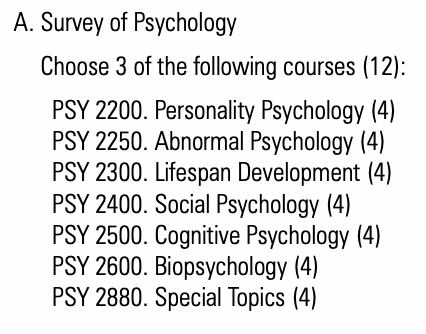 A. Survey of Psychology
Choose 3 of the following courses (12):
PSY 2200. Personality Psychology (4)
PSY 2250. Abnormal Psychology (4)
PSY 2300. Lifespan Development (4)
PSY 2400. Social Psychology (4)
PSY 2500. Cognitive Psychology (4)
PSY 2600. Biopsychology (4)
PSY 2880. Special Topics (4)